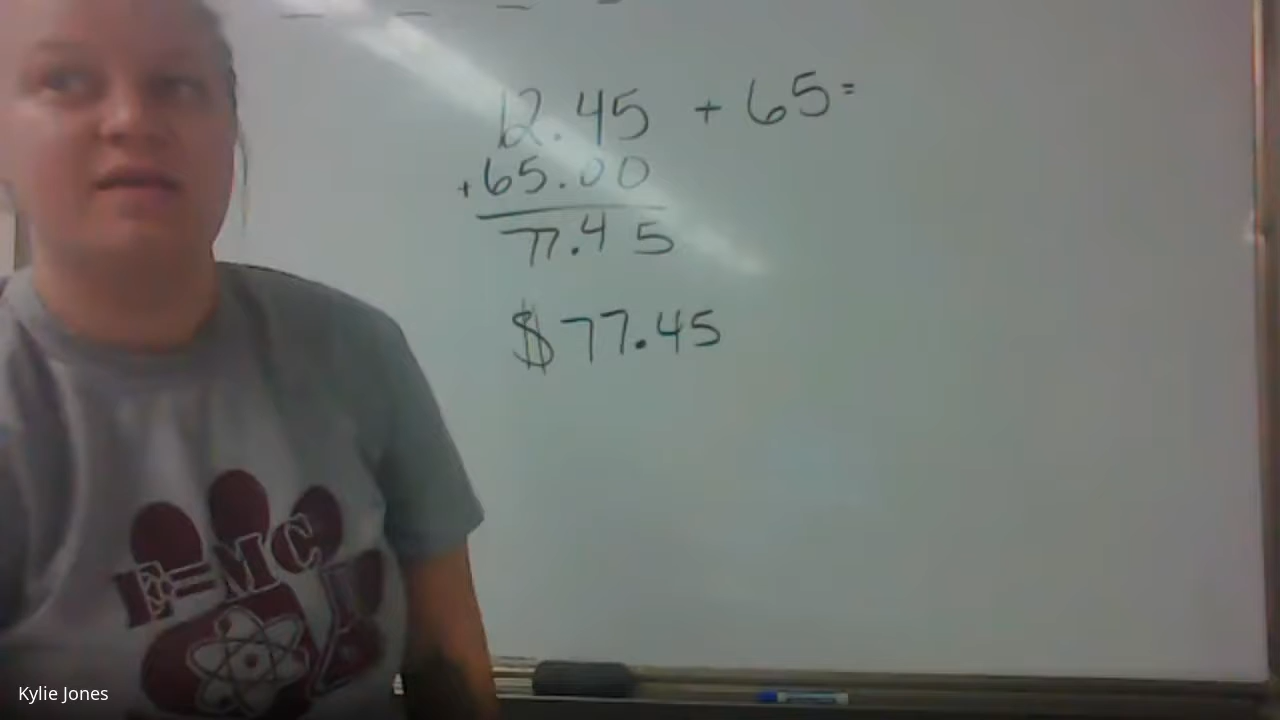 12.45 + 65=
+65.00
77.45
$77.45
E=MC
Kylie Jones